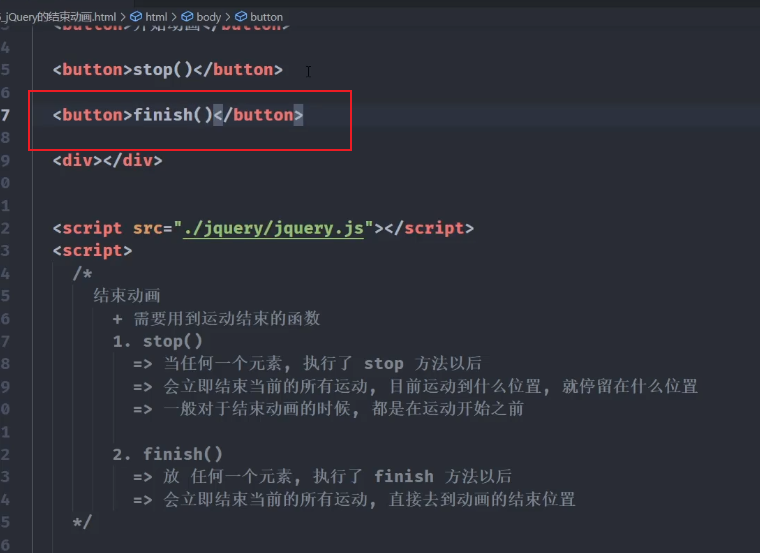 _jQuery的结束动画.html > html > body > button
<button>开始动画</button>
4
5 <button>stop()</button>
6
7 <button>finish()</button>
8
9 <div></div>
0
1
2 <script src="./jquery/jquery.js"></script>
3 <script>
4 /*
5 结束动画
6 + 需要用到运动结束的函数
7 1. stop()
8 => 当任何一个元素, 执行了 stop 方法以后
9 => 会立即结束当前的所有运动, 目前运动到什么位置, 就停留在什么位置
0 => 一般对于结束动画的时候, 都是在运动开始之前
1
2 2. finish()
3 => 放 任何一个元素, 执行了 finish 方法以后
4 => 会立即结束当前的所有运动, 直接去到动画的结束位置
5 */
6